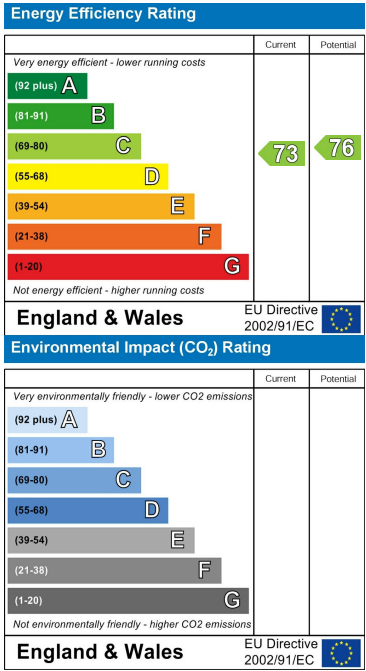 Energy Efficiency Rating
Current Potential
Very energy efficient - lower running costs
(92 plus) A
(81-91) B
(69-80) C
73 76
(55-68) D
(39-54) E
(21-38) F
(1-20) G
Not energy efficient - higher running costs
England & Wales
EU Directive
2002/91/EC
Environmental Impact (CO₂) Rating
Current Potential
Very environmentally friendly - lower CO2 emissions
(92 plus) A
(81-91) B
(69-80) C
(55-68) D
(39-54) E
(21-38) F
(1-20) G
Not environmentally friendly - higher CO2 emissions
England & Wales
EU Directive
2002/91/EC